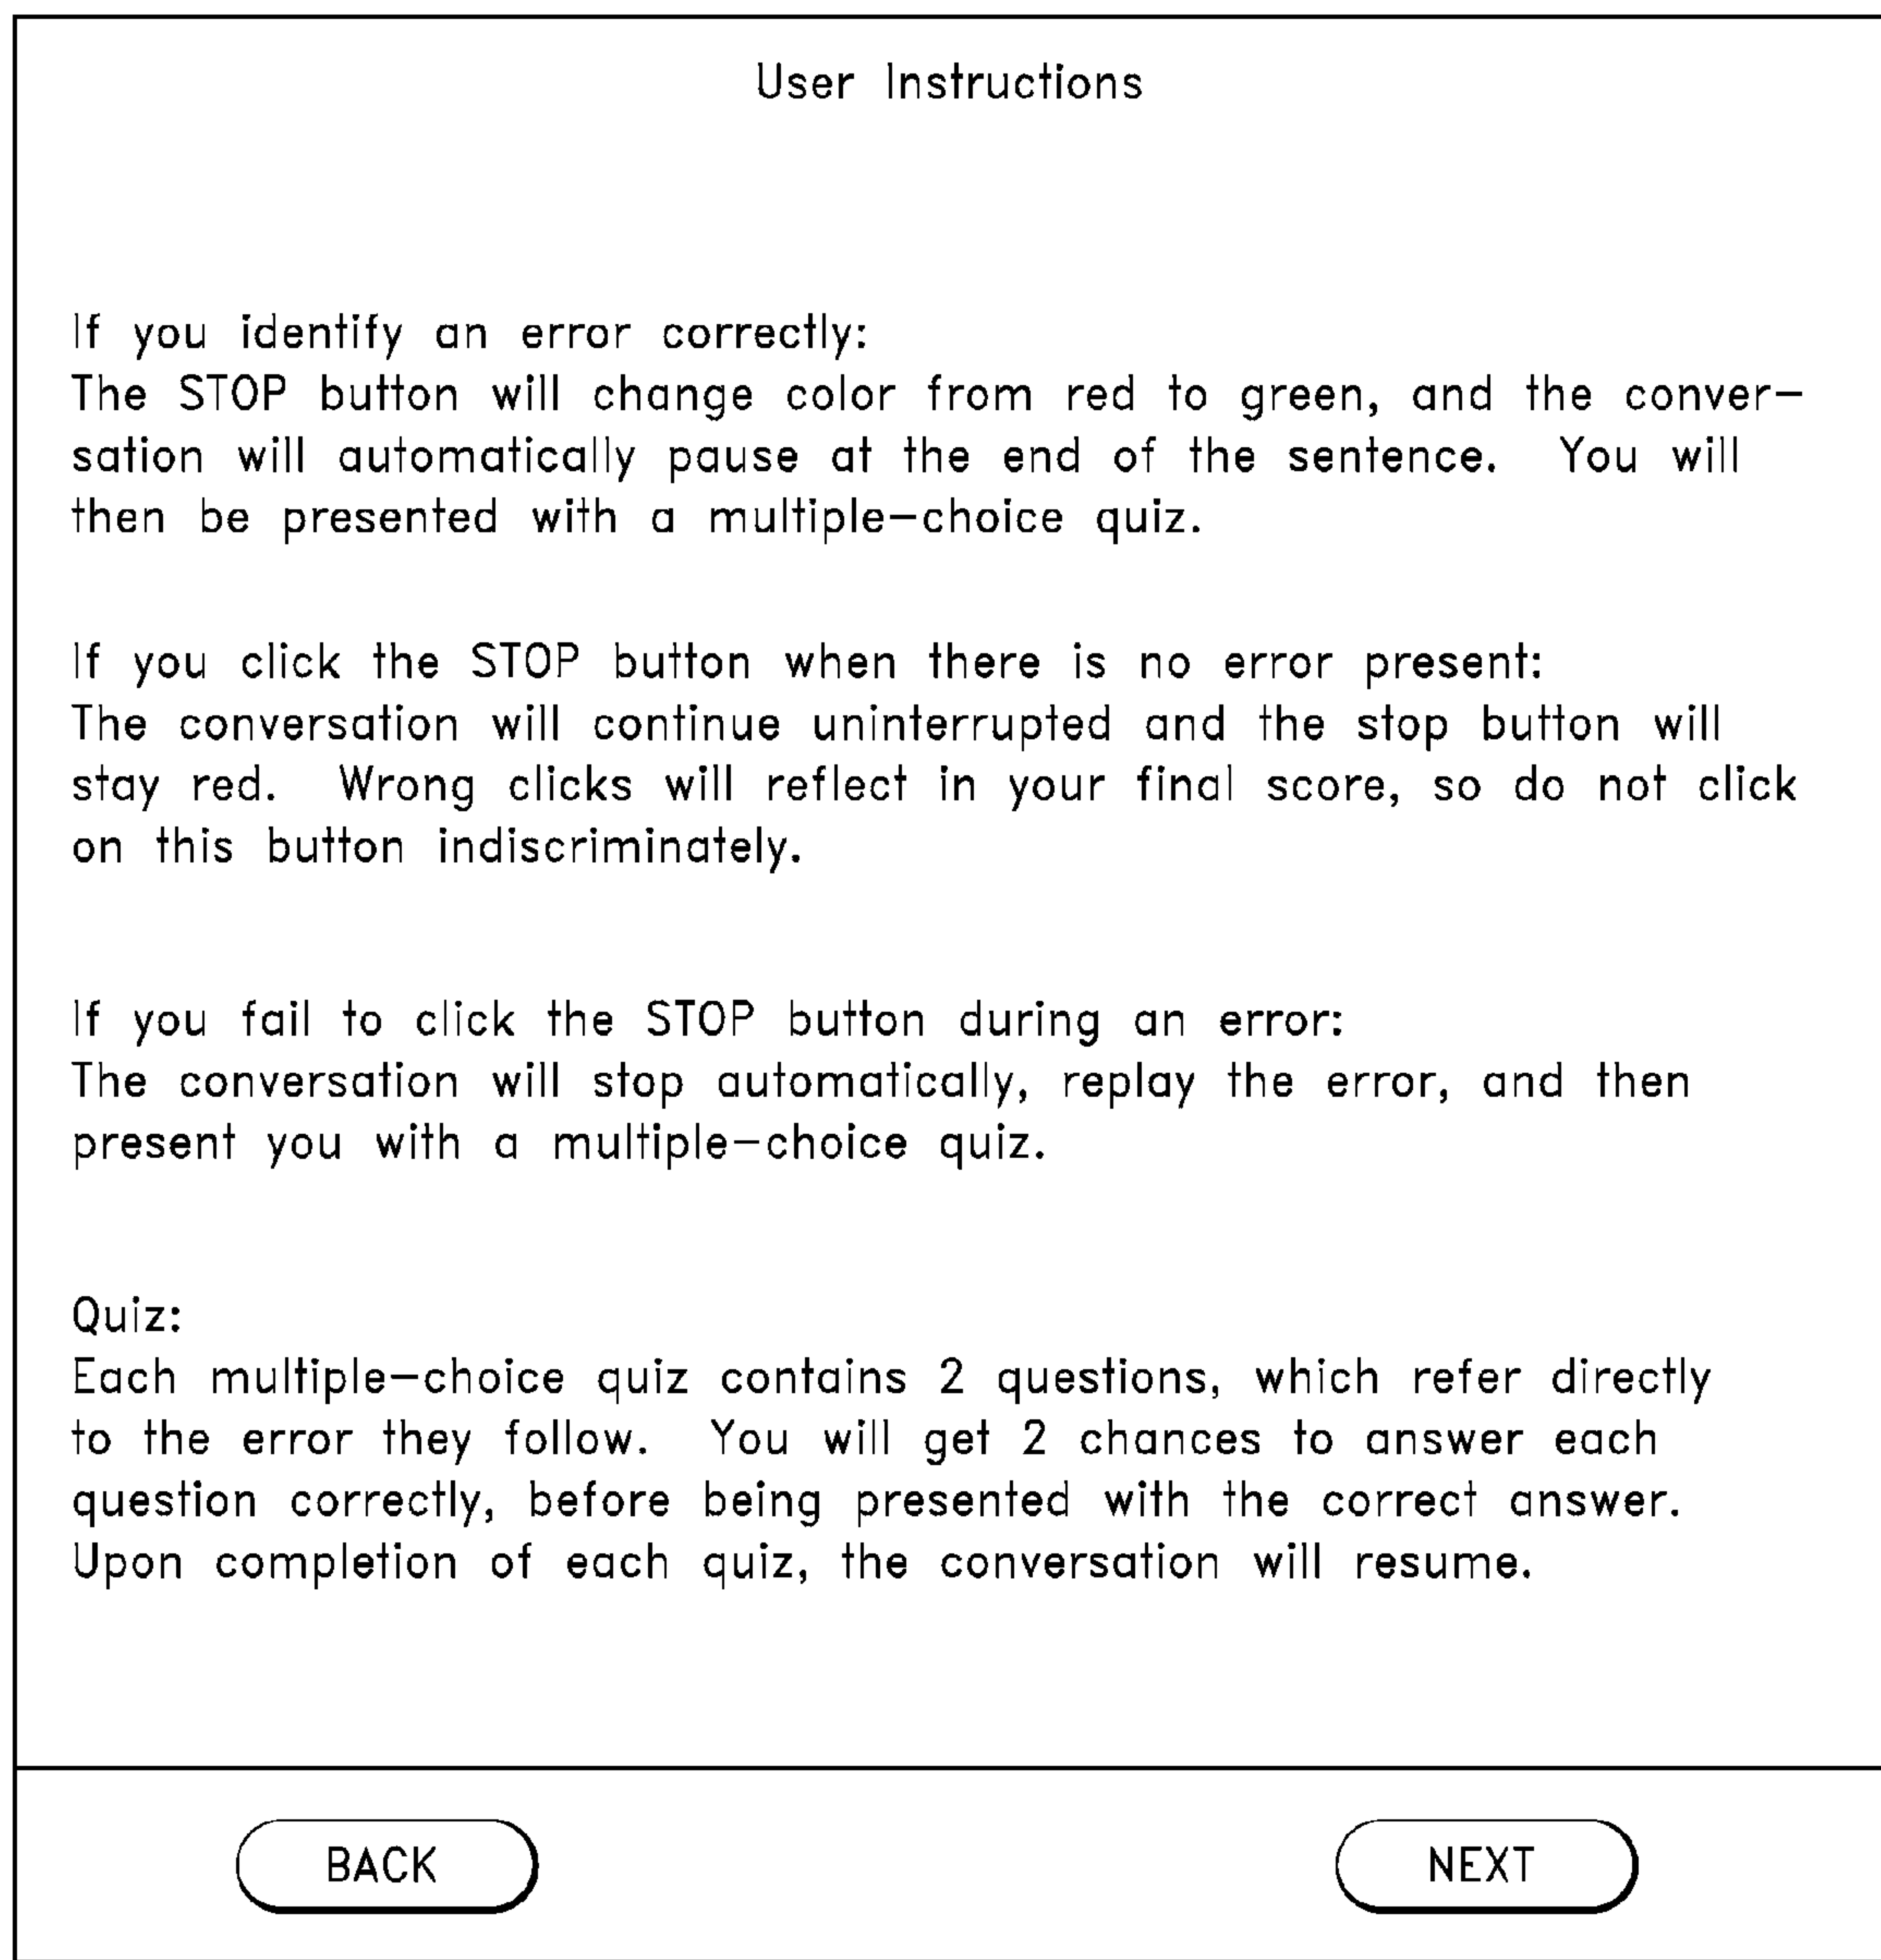 User Instructions
If you identify an error correctly:
The STOP button will change color from red to green, and the conver-
sation will automatically pause at the end of the sentence. You will
then be presented with a multiple-choice quiz.
If you click the STOP button when there is no error present:
The conversation will continue uninterrupted and the stop button will
stay red. Wrong clicks will reflect in your final score, so do not click
on this button indiscriminately.
If you fail to click the STOP button during an error:
The conversation will stop automatically, replay the error, and then
present you with a multiple-choice quiz.
Quiz:
Each multiple-choice quiz contains 2 questions, which refer directly
to the error they follow. You will get 2 chances to answer each
question correctly, before being presented with the correct answer.
Upon completion of each quiz, the conversation will resume.
BACK
NEXT